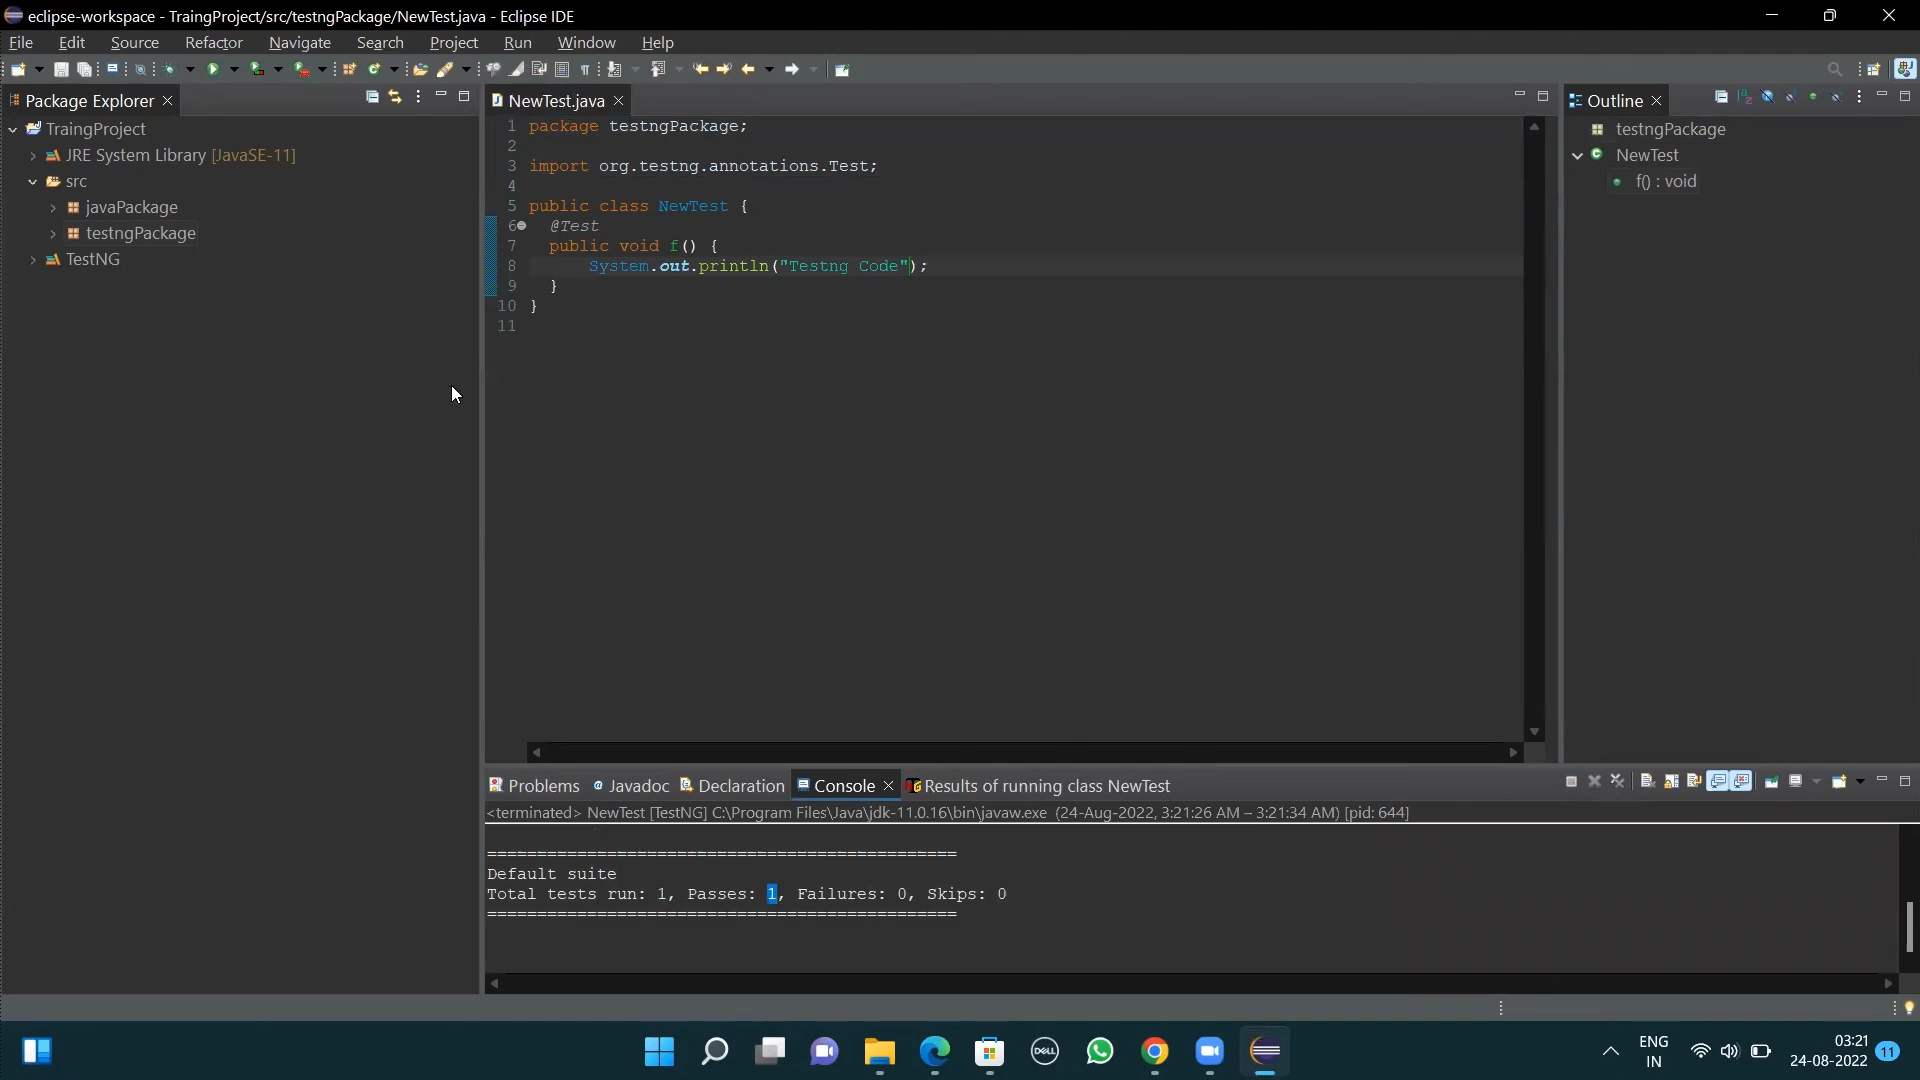 eclipse-workspace - TraingProject/src/testngPackage/NewTest.java - Eclipse IDE
File Edit Source Refactor Navigate Search Project Run Window Help
Package Explorer
TraingProject
JRE System Library [JavaSE-11]
src
javaPackage
testngPackage
TestNG
NewTest.java
1 package testngPackage;
2
3 import org.testng.annotations.Test;
4
5 public class NewTest {
6 @Test
7 public void f() {
8 System.out.println("Testng Code");
9 }
10 }
11
Outline
testngPackage
NewTest
f() : void
Problems Javadoc Declaration Console Results of running class NewTest
<terminated> NewTest [TestNG] C:\Program Files\Java\jdk-11.0.16\bin\javaw.exe (24-Aug-2022, 3:21:26 AM – 3:21:34 AM) [pid: 644]
===============================================
Default suite
Total tests run: 1, Passes: 1, Failures: 0, Skips: 0
===============================================
DELL
ENG
IN
03:21
24-08-2022
11